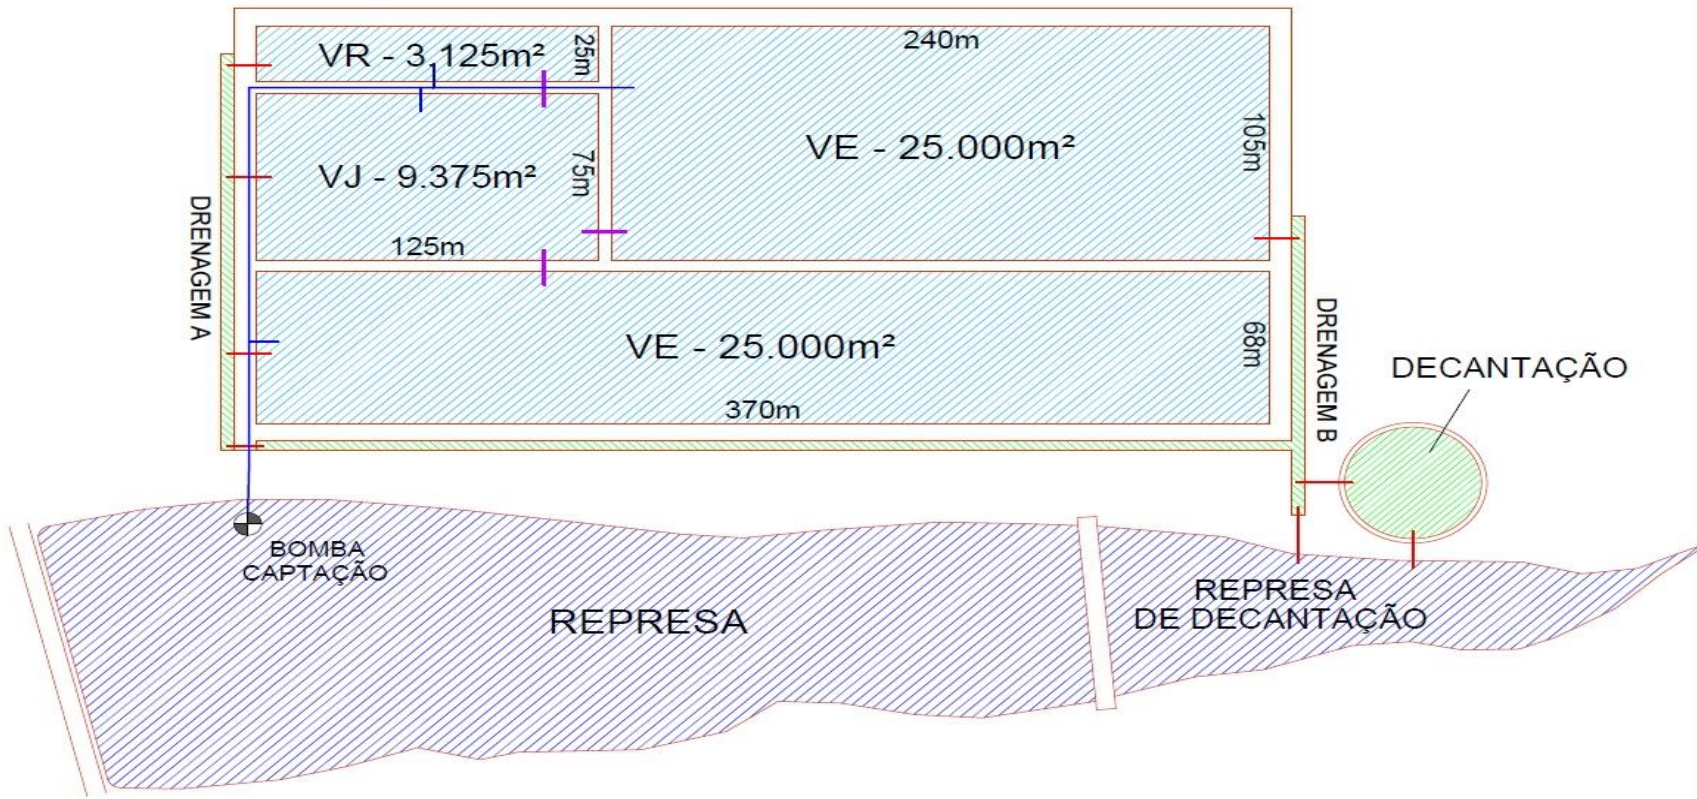 VR - 3.125m²
25m
240m
VJ - 9.375m²
75m
VE - 25.000m²
105m
125m
DRENAGEM A
VE - 25.000m²
68m
370m
DRENAGEM B
DECANTAÇÃO
BOMBA
CAPTAÇÃO
REPRESA
REPRESA
DE DECANTAÇÃO